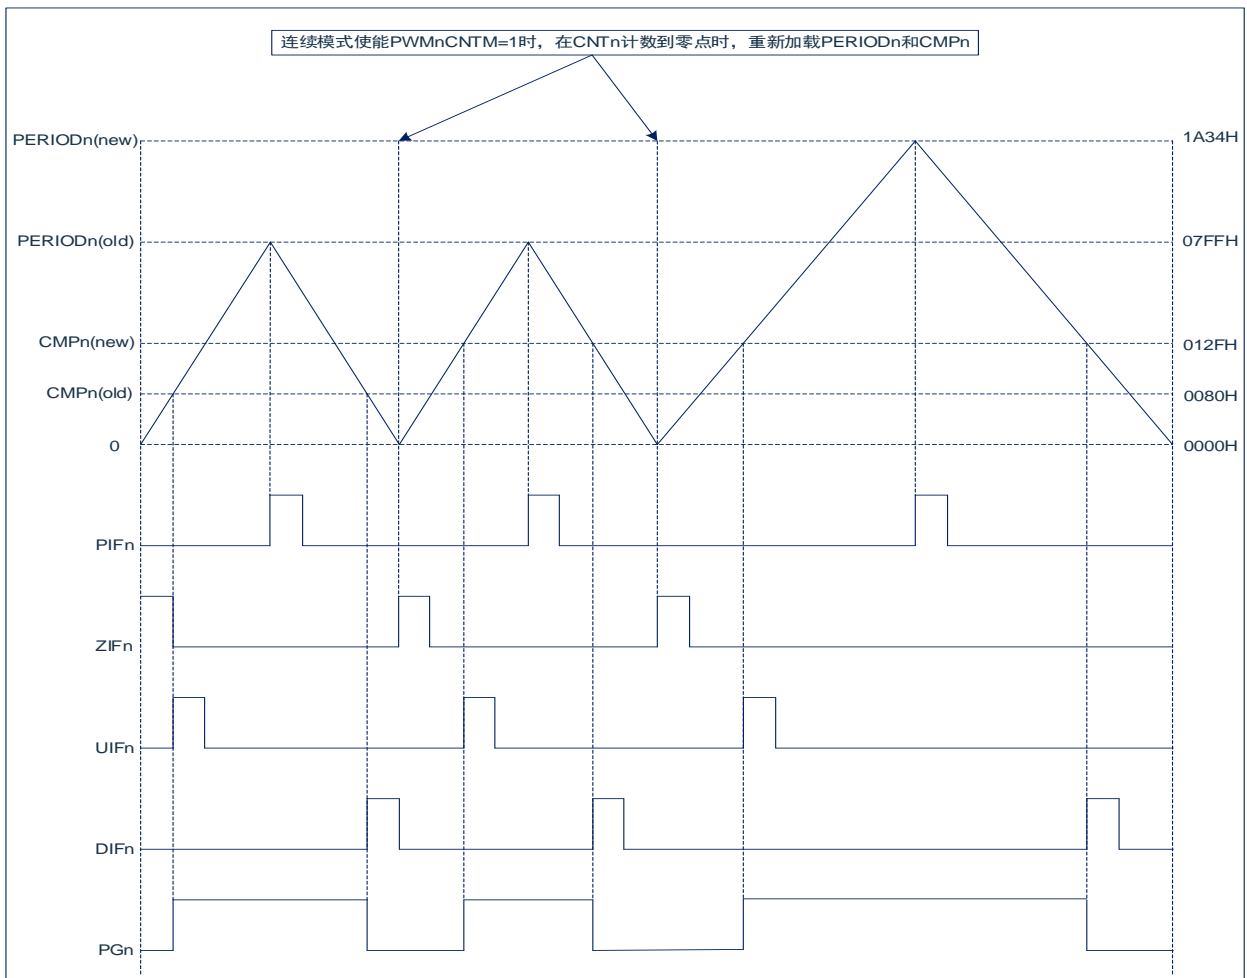 连续模式使能PWMnCNTM=1时，在CNTn计数到零点时，重新加载PERIODn和CMPn
PERIODn(new)
1A34H
PERIODn(old)
07FFH
CMPn(new)
012FH
CMPn(old)
0080H
0
0000H
PIFn
ZIFn
UIFn
DIFn
PGn